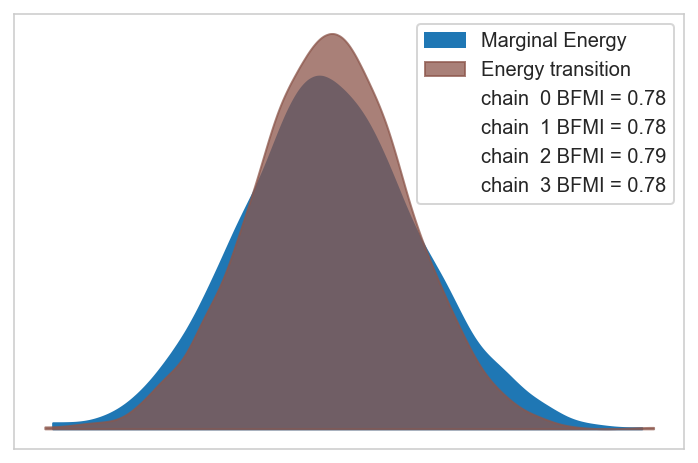 Marginal Energy
Energy transition
chain  0 BFMI = 0.78
chain  1 BFMI = 0.78
chain  2 BFMI = 0.79
chain  3 BFMI = 0.78